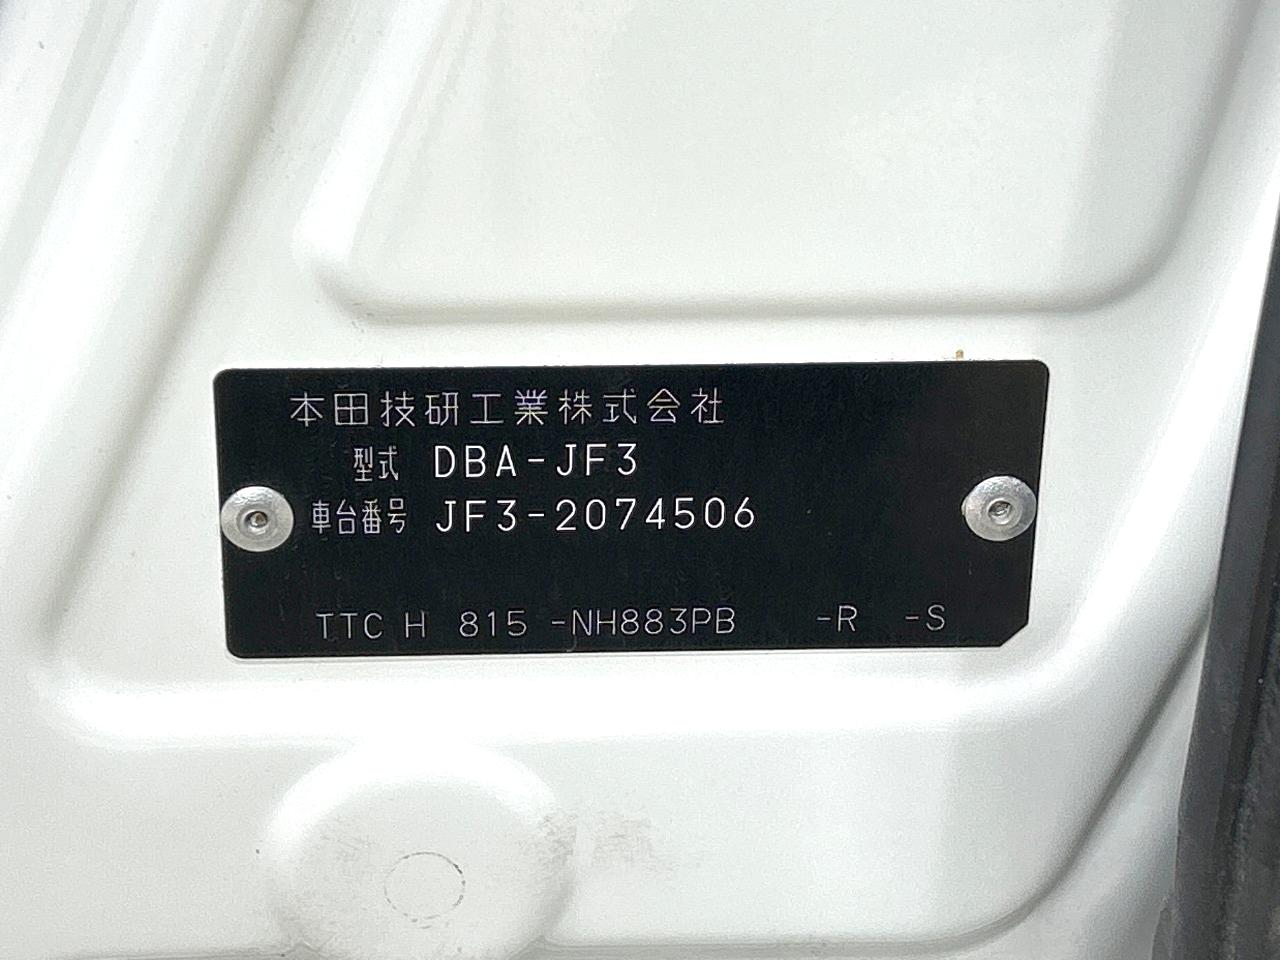 本田技研工業株式会社
型式 DBA-JF3
車台番号 JF3-2074506
TTC H 815 -NH883PB -R -S